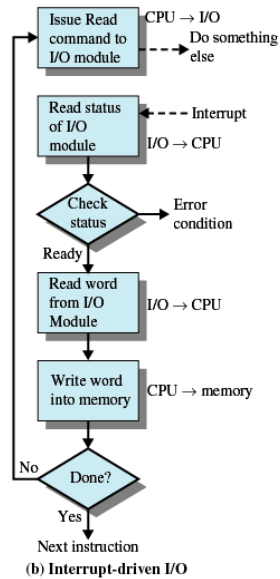 Issue Read
command to
I/O module
CPU → I/O
Do something
else
Read status
of I/O
module
Interrupt
I/O → CPU
Check
status
Error
condition
Ready
Read word
from I/O
Module
I/O → CPU
Write word
into memory
CPU → memory
No
Done?
Yes
Next instruction
(b) Interrupt-driven I/O